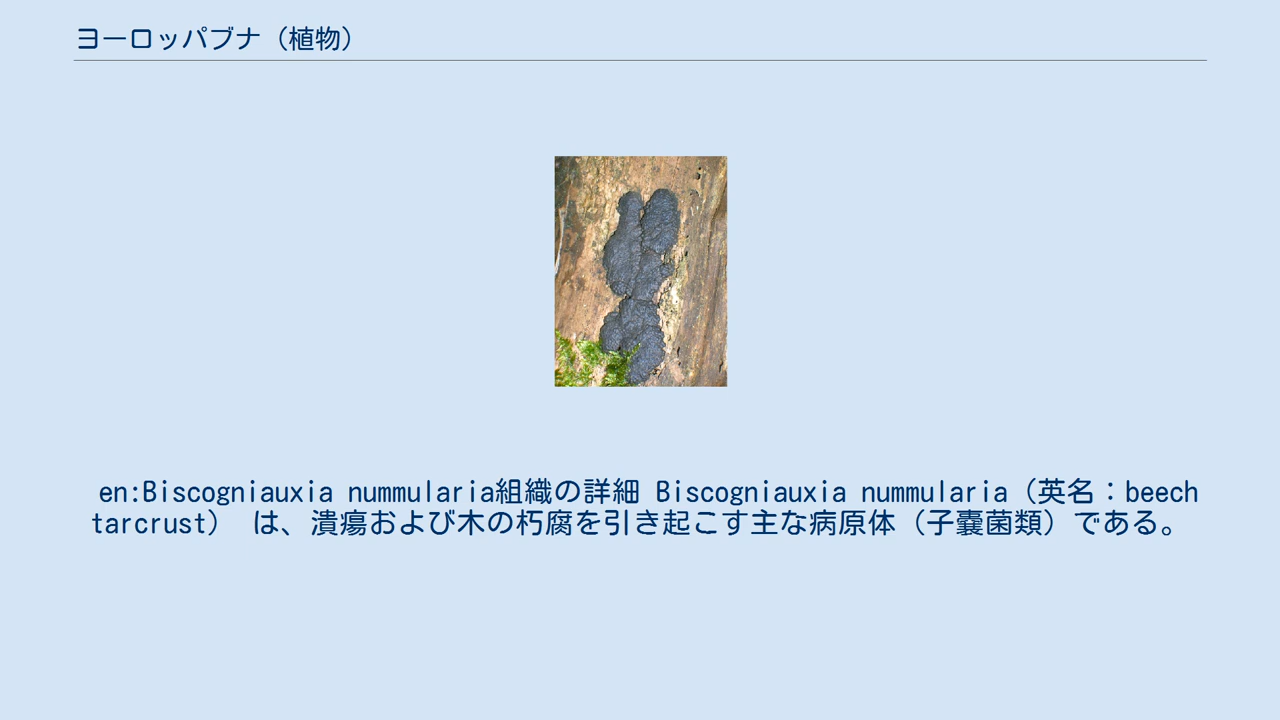 ヨーロッパブナ（植物）
en:Biscogniauxia nummularia組織の詳細 Biscogniauxia nummularia（英名：beech
tarcrust） は、潰瘍および木の朽腐を引き起こす主な病原体（子嚢菌類）である。